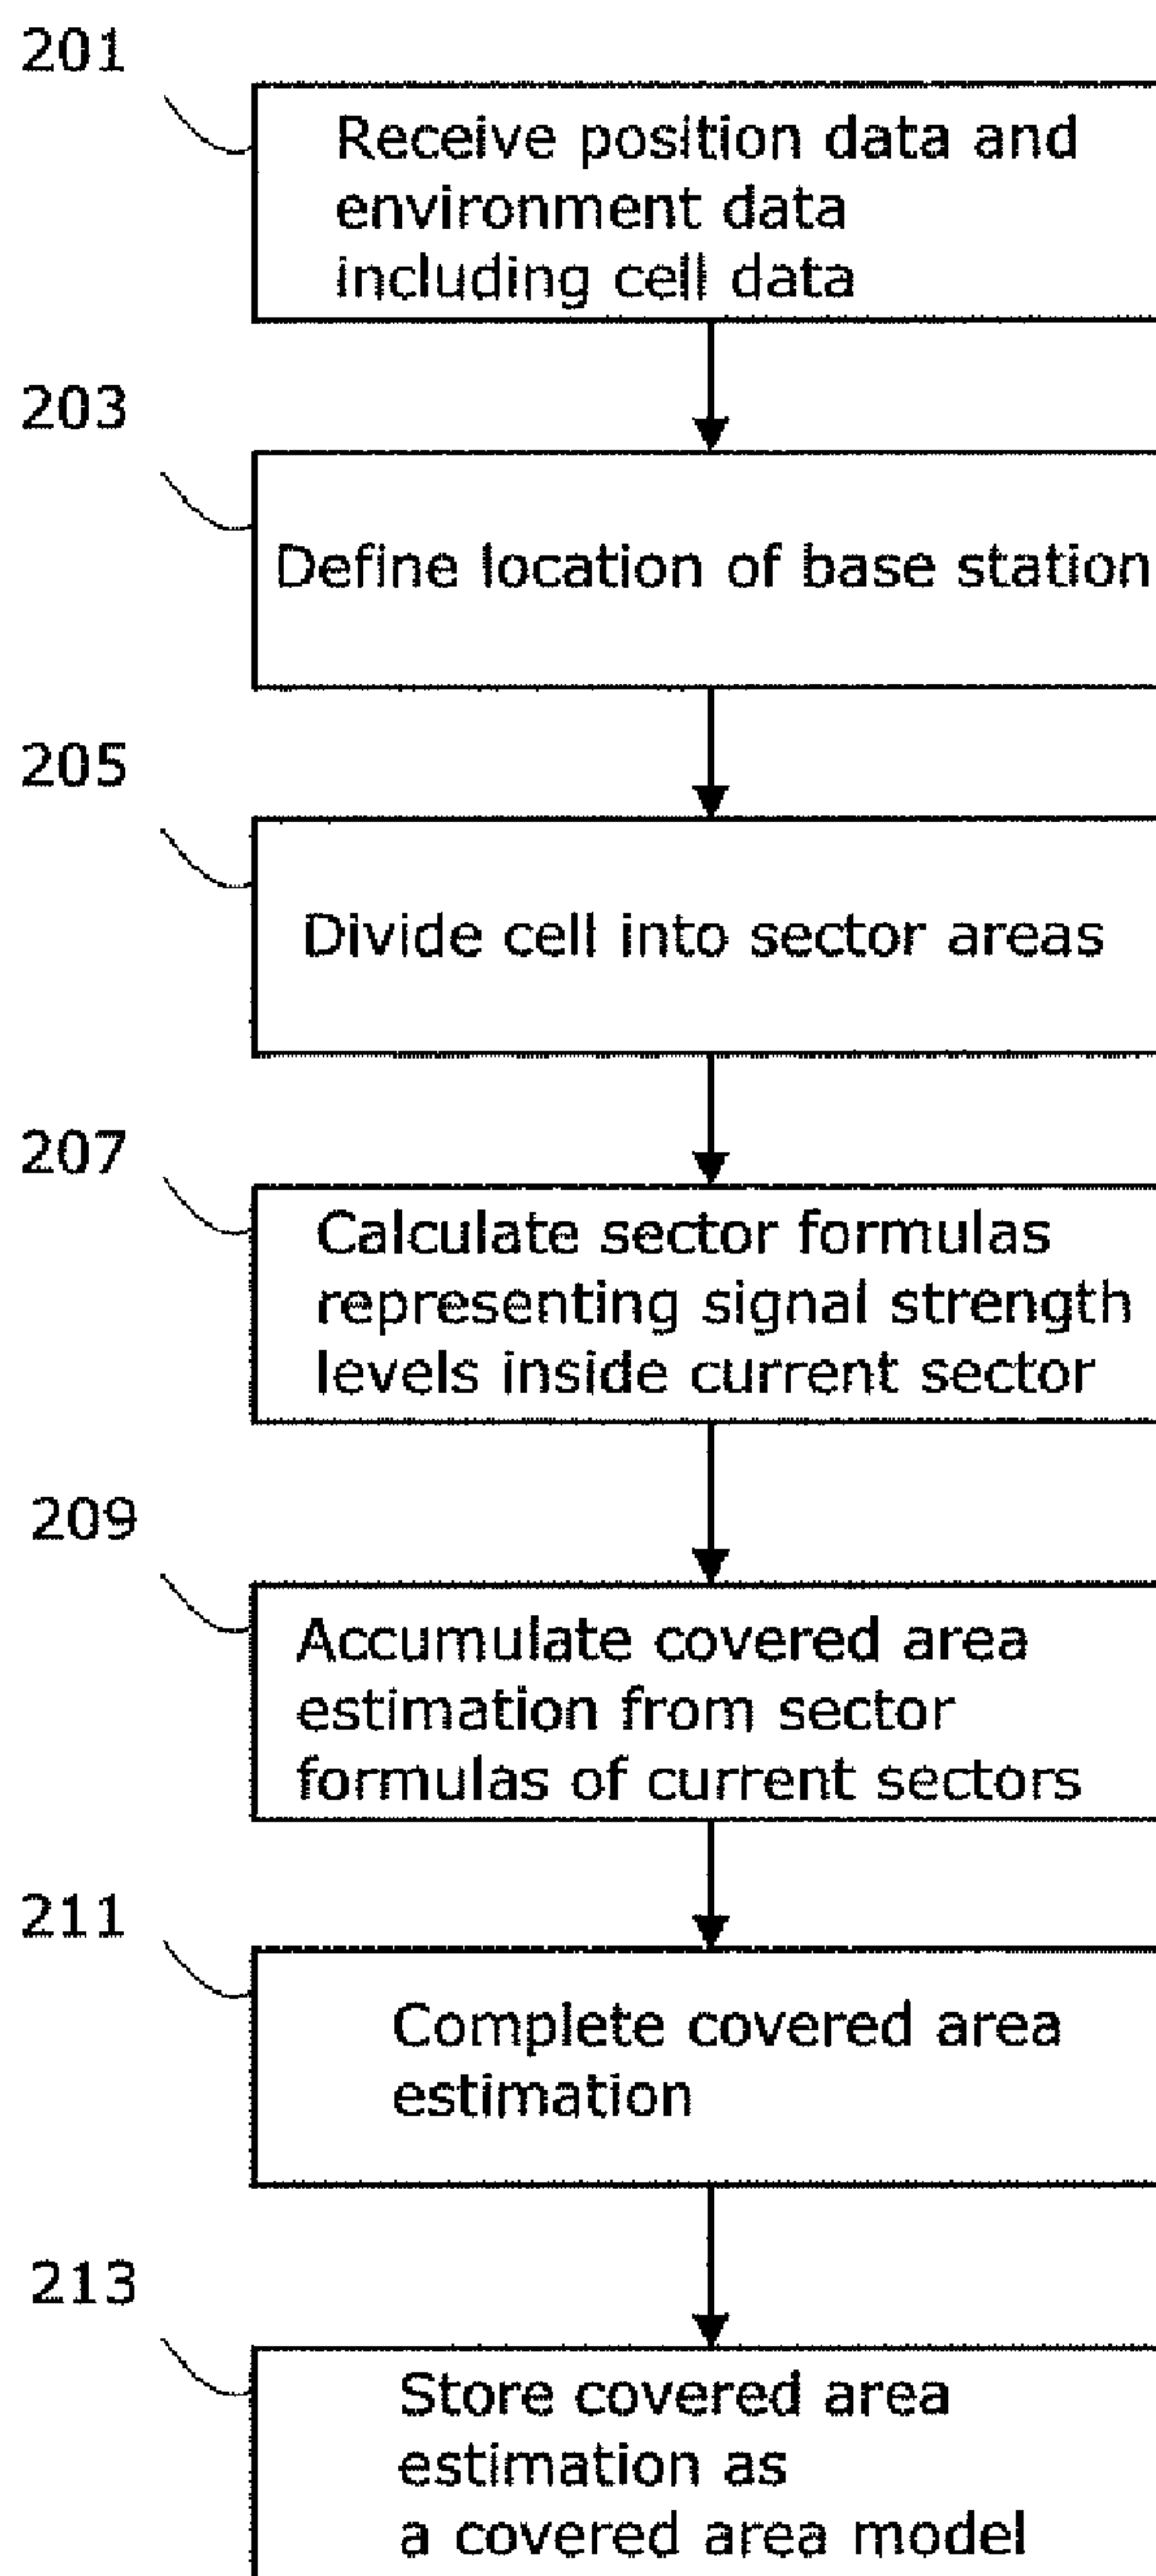 201
Receive position data and
environment data
including cell data
203
Define location of base station
205
Divide cell into sector areas
207
Calculate sector formulas
representing signal strength
levels inside current sector
209
Accumulate covered area
estimation from sector
formulas of current sectors
211
Complete covered area
estimation
213
Store covered area
estimation as
a covered area model